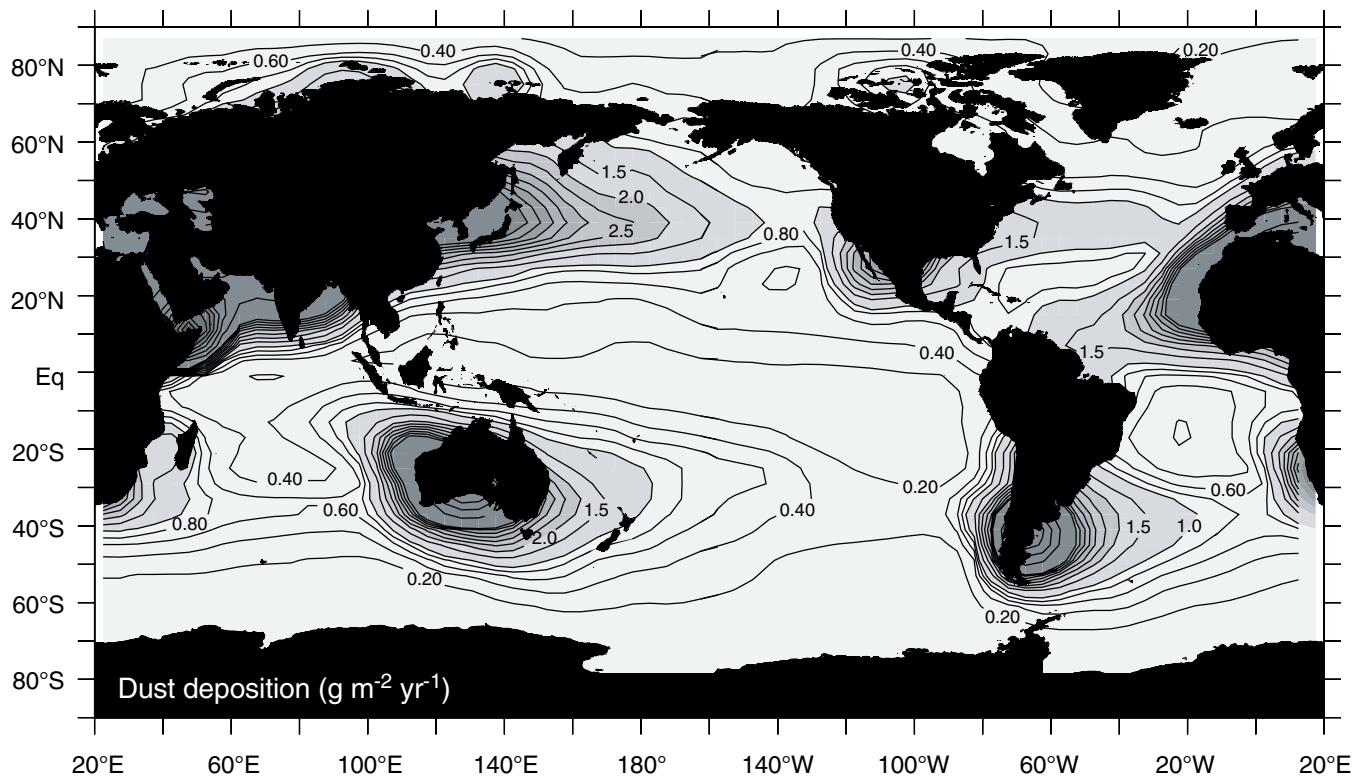 0.40 0.40 0.20
0.60
80°N
60°N
1.5
2.0
40°N
2.5 0.80 1.5
20°N
0.40 1.5
Eq
20°S
0.40 0.20 0.60
0.80 0.60 1.5 0.40 1.5 1.0
40°S
2.0
0.20
60°S
0.20
80°S
Dust deposition (g m-2 yr-1)
20°E 60°E 100°E 140°E 180° 140°W 100°W 60°W 20°W 20°E